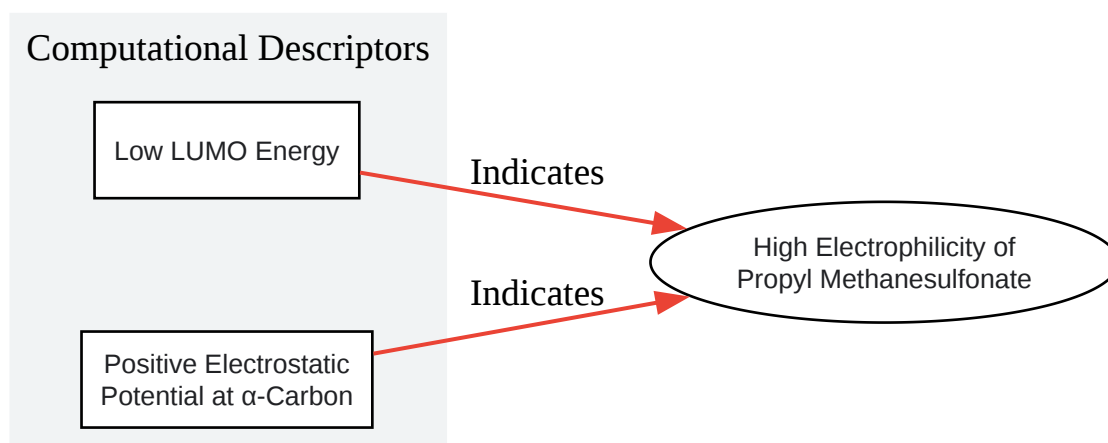 Computational Descriptors
Low LUMO Energy
Indicates
High Electrophilicity of
Propyl Methanesulfonate
Indicates
Positive Electrostatic
Potential at α-Carbon